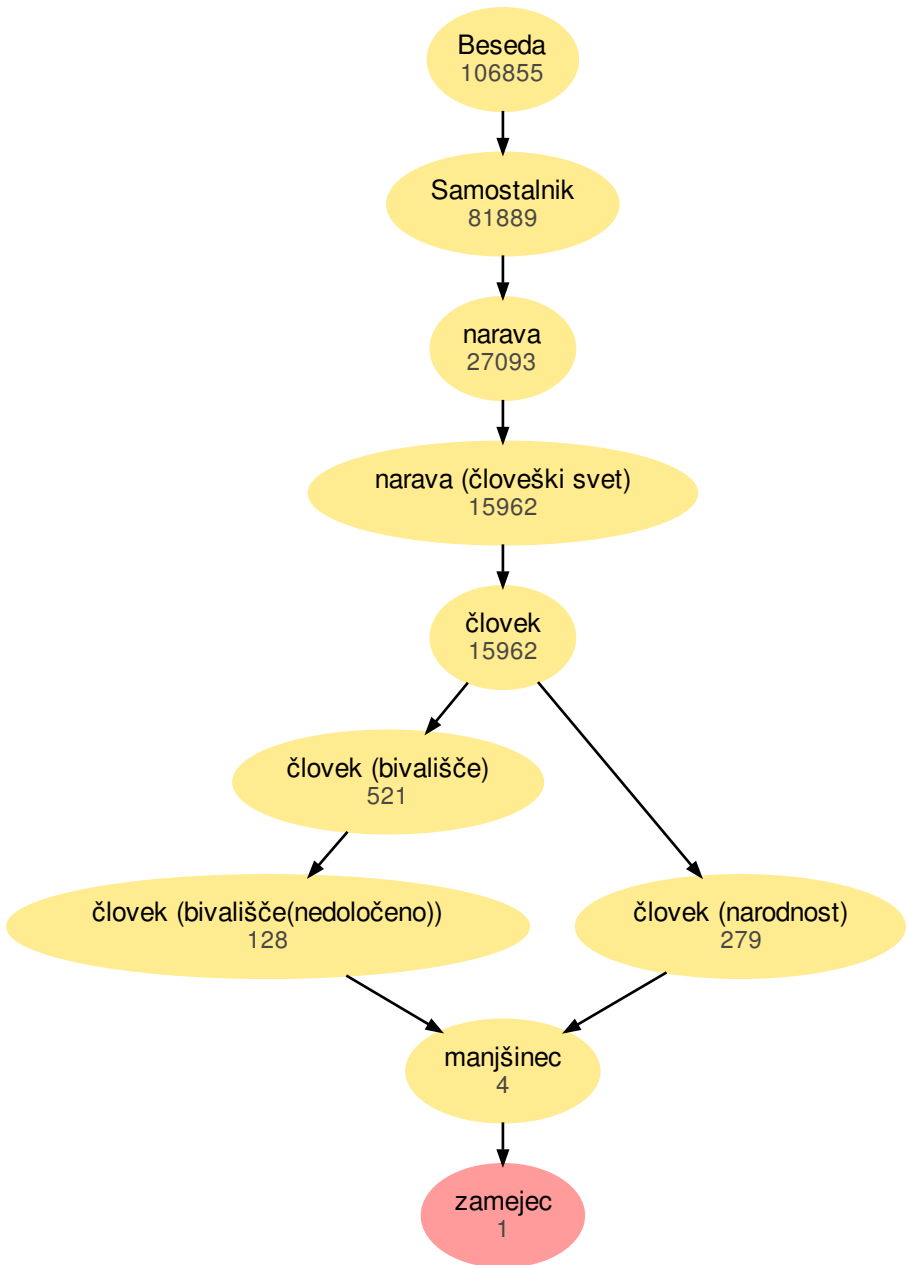 Beseda
106855
Samostalnik
81889
narava
27093
narava (človeški svet)
15962
človek
15962
človek (bivališče)
521
človek (bivališče(nedoločeno))
128
človek (narodnost)
279
manjšinec
4
zamejec
1